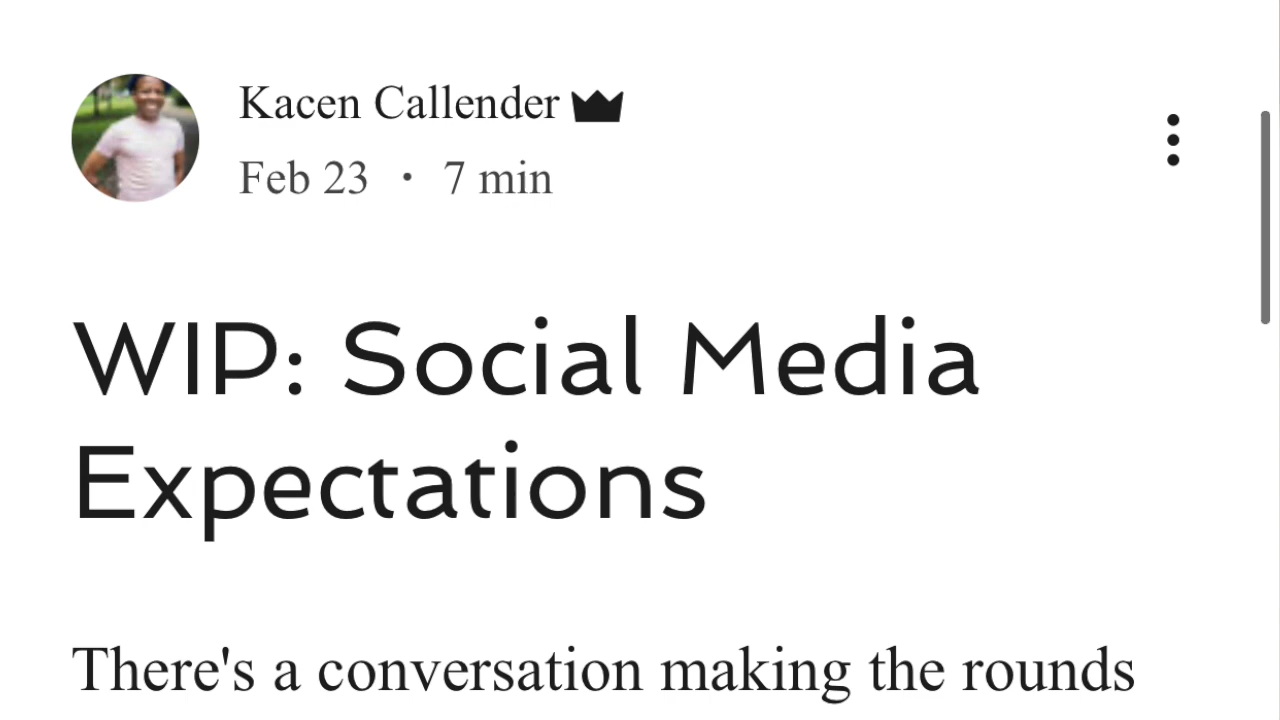 Kacen Callender
Feb 23 · 7 min
WIP: Social Media
Expectations
There's a conversation making the rounds